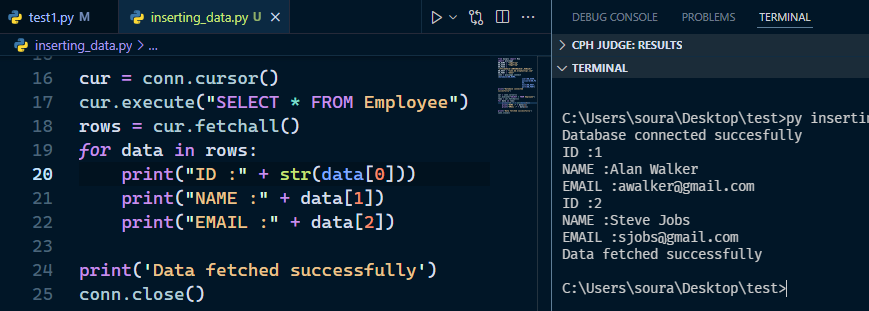 test1.py M
inserting_data.py U
inserting_data.py > ...
16 cur = conn.cursor()
17 cur.execute("SELECT * FROM Employee")
18 rows = cur.fetchall()
19 for data in rows:
20 print("ID :" + str(data[0]))
21 print("NAME :" + data[1])
22 print("EMAIL :" + data[2])
23
24 print('Data fetched successfully')
25 conn.close()
DEBUG CONSOLE PROBLEMS TERMINAL
CPH JUDGE: RESULTS
TERMINAL
C:\Users\soura\Desktop\test>py inserti
Database connected succesfully
ID :1
NAME :Alan Walker
EMAIL :awalker@gmail.com
ID :2
NAME :Steve Jobs
EMAIL :sjobs@gmail.com
Data fetched successfully
C:\Users\soura\Desktop\test>